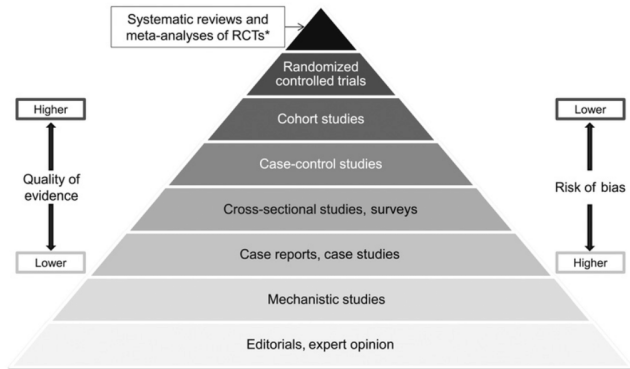 Systematic reviews and
meta-analyses of RCTs*
Randomized
controlled trials
Higher
Cohort studies
Lower
Case-control studies
Quality of
evidence
Risk of bias
Cross-sectional studies, surveys
Lower
Case reports, case studies
Higher
Mechanistic studies
Editorials, expert opinion